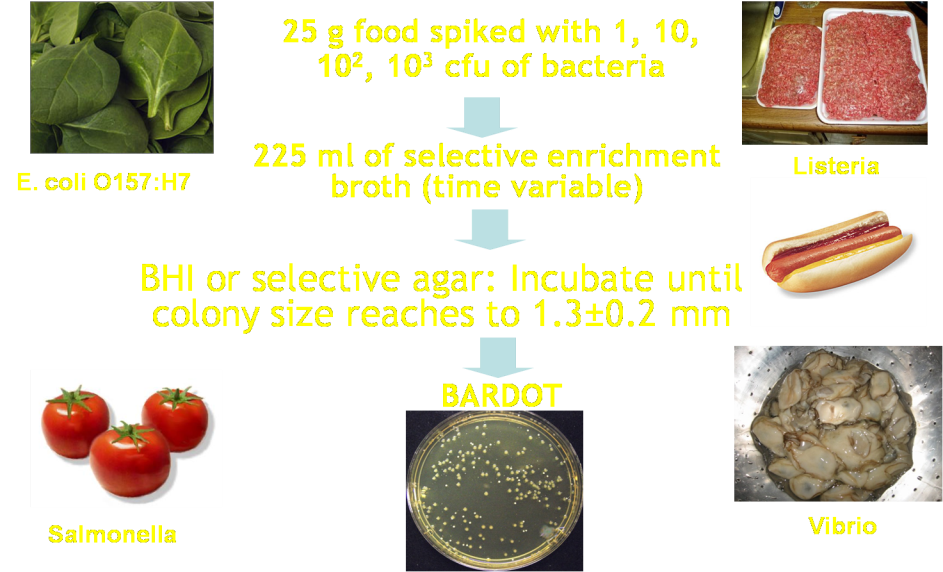 25 g food spiked with 1, 10,
10², 10³ cfu of bacteria
225 ml of selective enrichment
broth (time variable)
E. coli O157:H7
Listeria
BHI or selective agar: Incubate until
colony size reaches to 1.3±0.2 mm
BARDOT
Salmonella
Vibrio